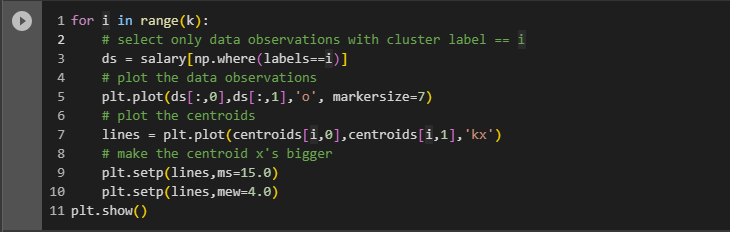 1 for i in range(k):
2     # select only data observations with cluster label == i
3     ds = salary[np.where(labels==i)]
4     # plot the data observations
5     plt.plot(ds[:,0],ds[:,1],'o', markersize=7)
6     # plot the centroids
7     lines = plt.plot(centroids[i,0],centroids[i,1],'kx')
8     # make the centroid x's bigger
9     plt.setp(lines,ms=15.0)
10     plt.setp(lines,mew=4.0)
11 plt.show()